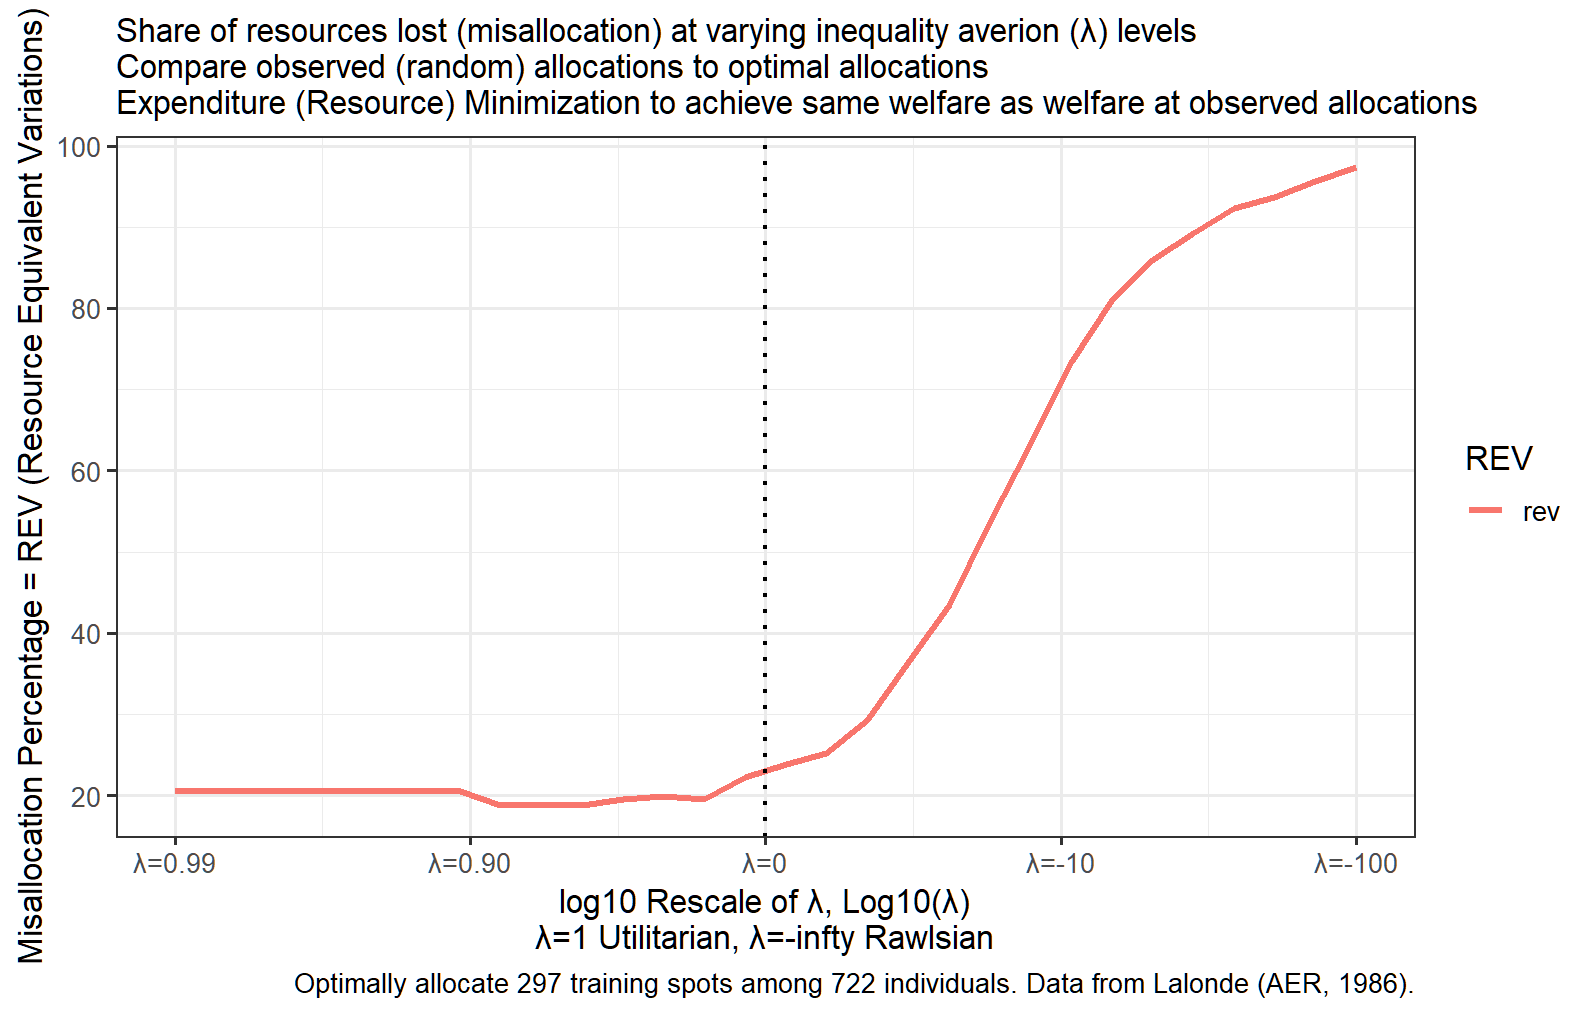 Share of resources lost (misallocation) at varying inequality averion (λ) levels
Compare observed (random) allocations to optimal allocations
Expenditure (Resource) Minimization to achieve same welfare as welfare at observed allocations
Misallocation Percentage = REV (Resource Equivalent Variations)
100
80
60
40
20
λ=0.99
λ=0.90
λ=0
λ=-10
λ=-100
log10 Rescale of λ, Log10(λ)
λ=1 Utilitarian, λ=-infty Rawlsian
REV
rev
Optimally allocate 297 training spots among 722 individuals. Data from Lalonde (AER, 1986).